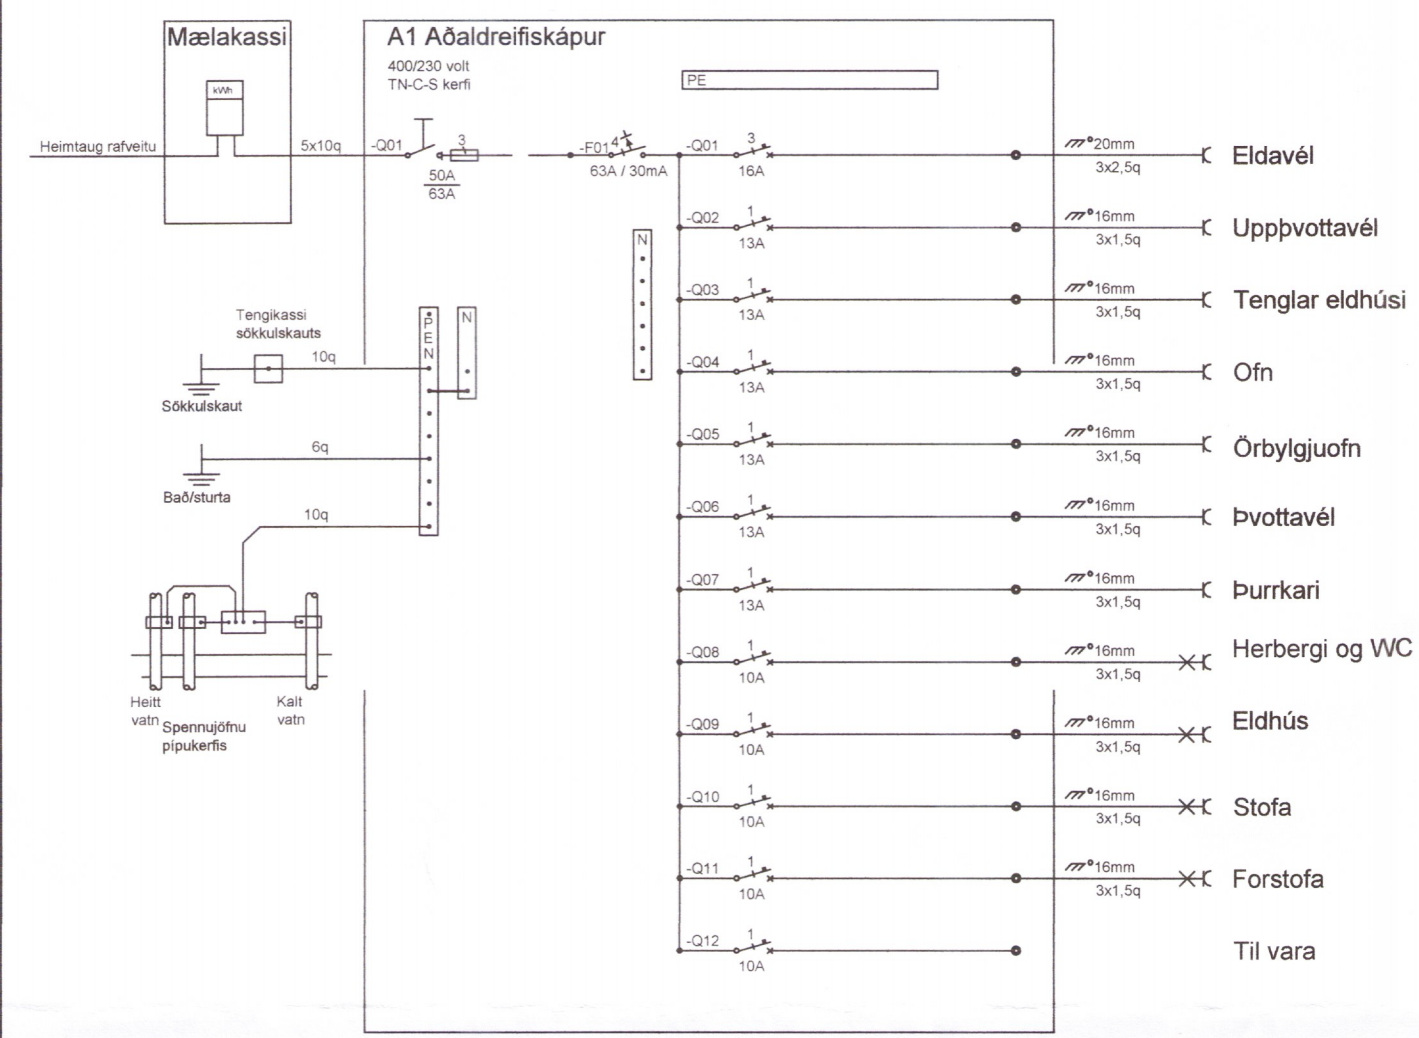 Mælakassi
kWh
Heimtaug rafveitu
5x10q
A1 Aðaldreifiskápur
400/230 volt
TN-C-S kerfi
PE
-Q01
3
50A
63A
-F01
4
63A / 30mA
N
Tengikassi
sökkulskauts
10q
Sökkulskaut
6q
Bað/sturta
10q
PEN
N
Heitt
vatn
Spennujöfnu
pípukerfis
Kalt
vatn
-Q01 3 16A 20mm 3x2,5q Eldavél
-Q02 1 13A 16mm 3x1,5q Uppþvottavél
-Q03 1 13A 16mm 3x1,5q Tenglar eldhúsi
-Q04 1 13A 16mm 3x1,5q Ofn
-Q05 1 13A 16mm 3x1,5q Örbylgjuofn
-Q06 1 13A 16mm 3x1,5q Þvottavél
-Q07 1 13A 16mm 3x1,5q Þurrkari
-Q08 1 10A 16mm 3x1,5q Herbergi og WC
-Q09 1 10A 16mm 3x1,5q Eldhús
-Q10 1 10A 16mm 3x1,5q Stofa
-Q11 1 10A 16mm 3x1,5q Forstofa
-Q12 1 10A Til vara